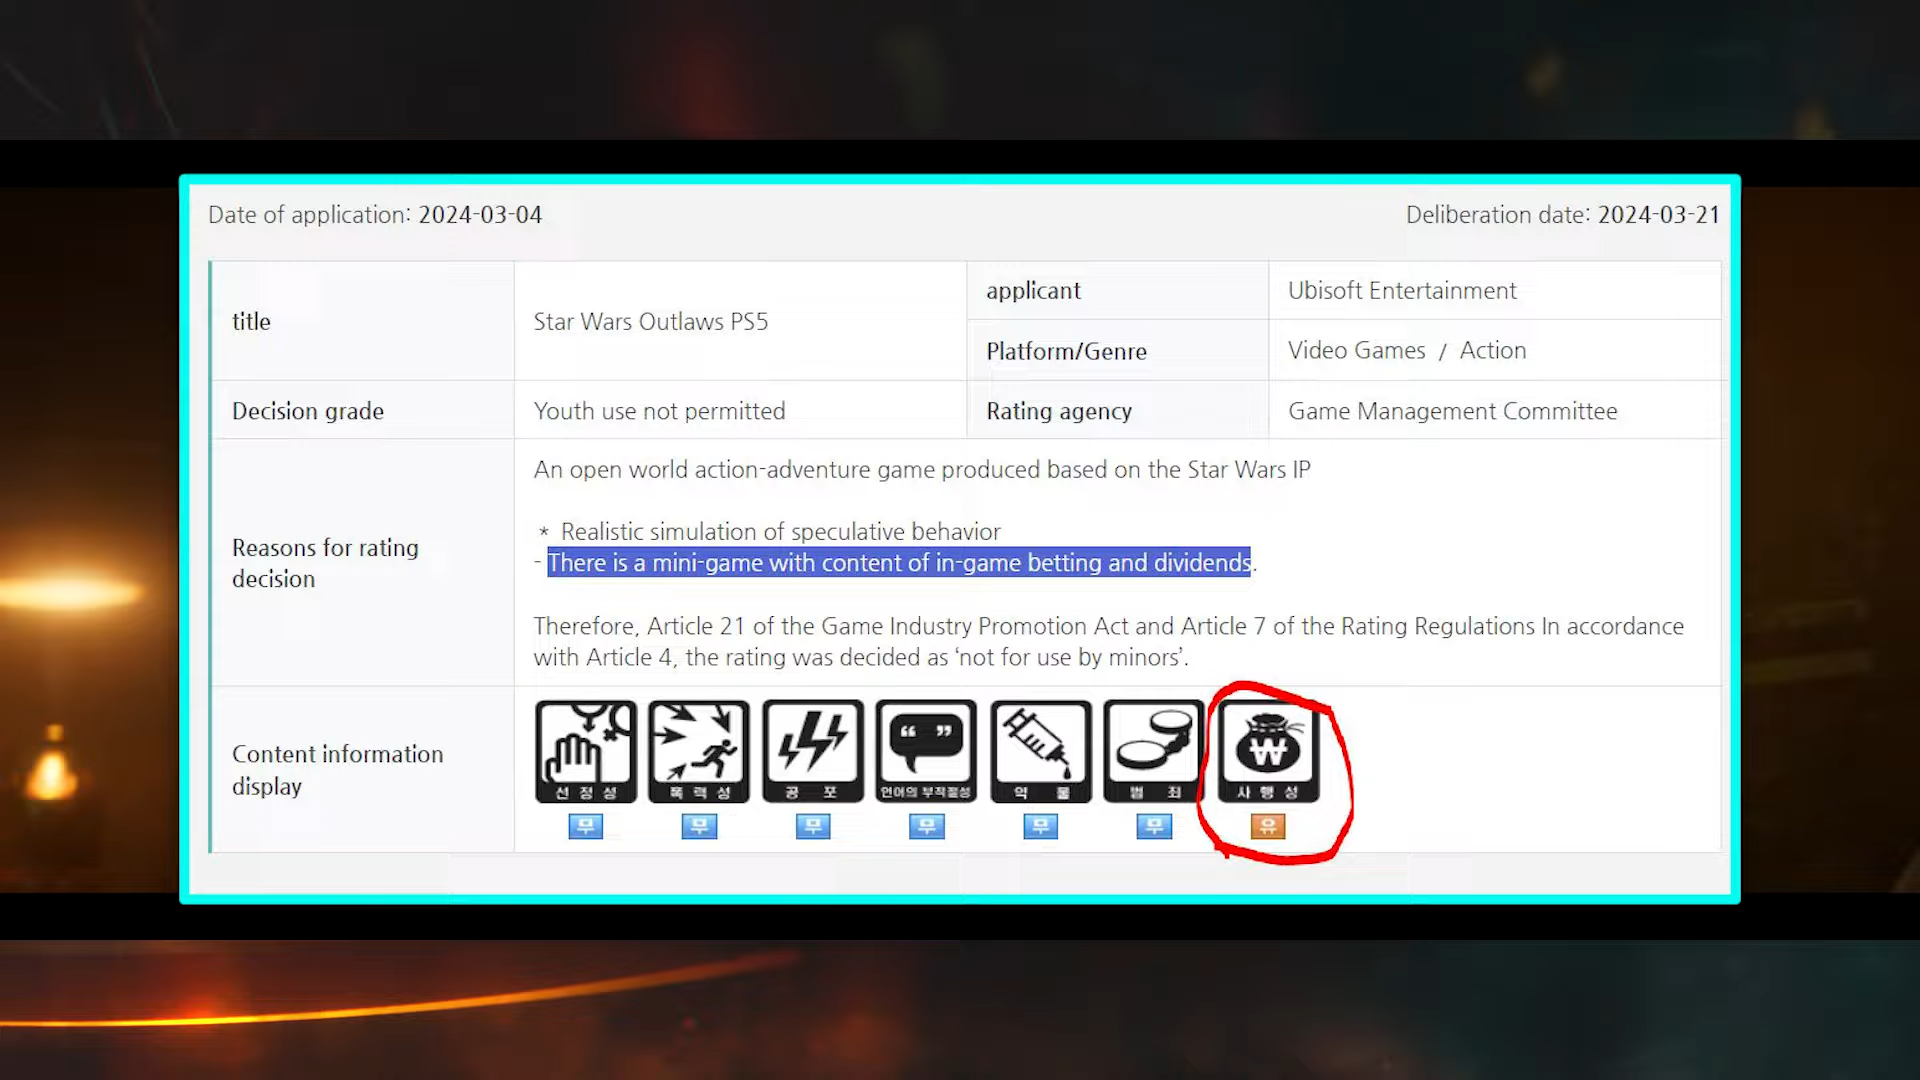 Date of application: 2024-03-04
Deliberation date: 2024-03-21
title
Star Wars Outlaws PS5
applicant
Ubisoft Entertainment
Platform/Genre
Video Games / Action
Decision grade
Youth use not permitted
Rating agency
Game Management Committee
Reasons for rating
decision
An open world action-adventure game produced based on the Star Wars IP
* Realistic simulation of speculative behavior
- There is a mini-game with content of in-game betting and dividends.
Therefore, Article 21 of the Game Industry Promotion Act and Article 7 of the Rating Regulations In accordance
with Article 4, the rating was decided as ‘not for use by minors’.
Content information
display
선정성 폭력성 공포 언어의 부적절성 약물 범죄 사행성
무 무 무 무 무 무 유